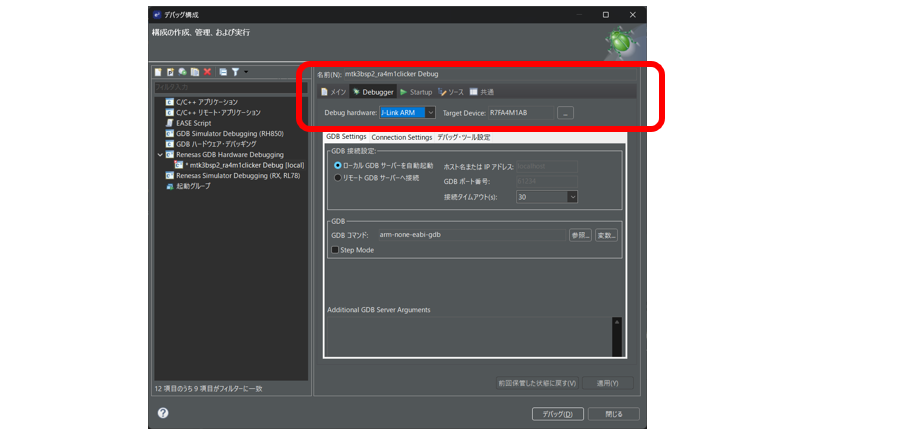 デバッグ構成
構成の作成、管理、および実行
フィルタ入力
C/C++ アプリケーション
C/C++ リモート・アプリケーション
EASE Script
GDB Simulator Debugging (RH850)
GDB ハードウェア・デバッギング
Renesas GDB Hardware Debugging
* mtk3bsp2_ra4m1clicker Debug [local]
Renesas Simulator Debugging (RX, RL78)
起動グループ
12 項目のうち 9 項目がフィルターに一致
名前(N): mtk3bsp2_ra4m1clicker Debug
メイン Debugger Startup ソース 共通
Debug hardware: J-Link ARM Target Device: R7FA4M1AB ...
GDB Settings Connection Settings デバッグ・ツール設定
GDB 接続設定:
ローカル GDB サーバーを自動起動 ホスト名または IP アドレス: localhost
リモート GDB サーバーへ接続 GDB ポート番号: 61234
接続タイムアウト(s): 30
GDB
GDB コマンド: arm-none-eabi-gdb 参照... 変数...
Step Mode
Additional GDB Server Arguments
前回保管した状態に戻す(V) 適用(Y)
? デバッグ(D) 閉じる